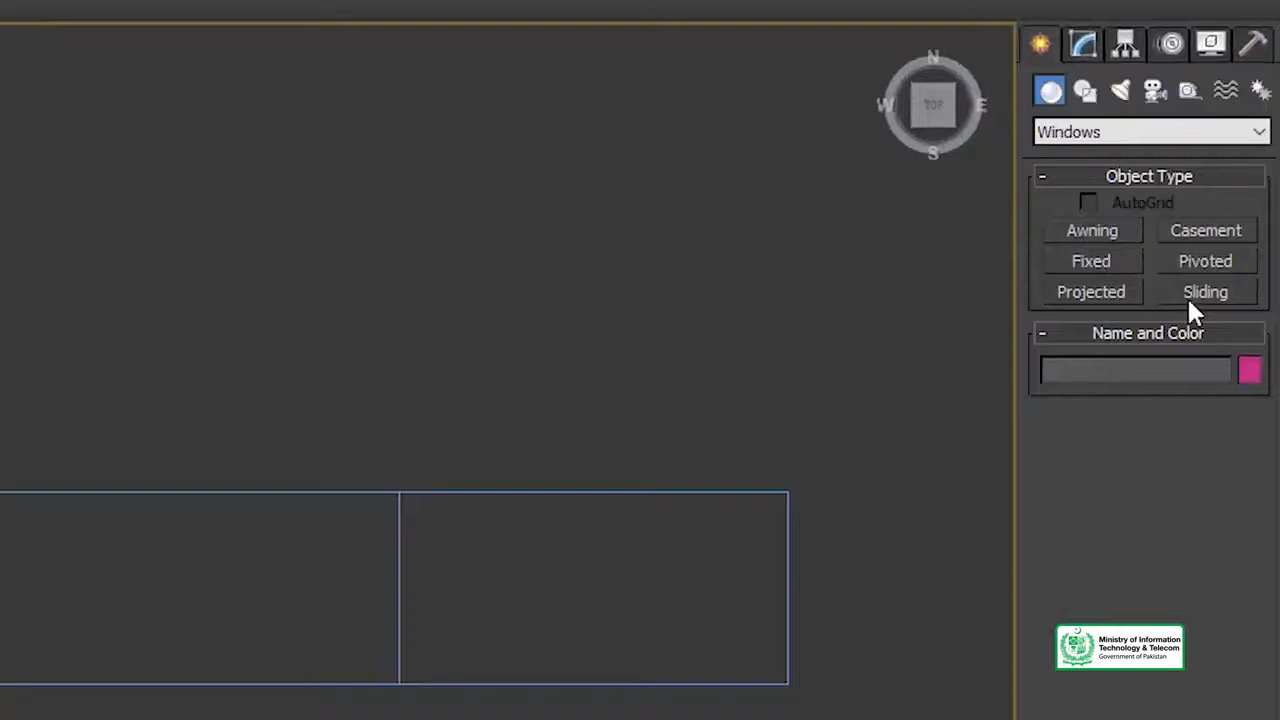 N
W
TOP
E
S
Windows
-
Object Type
AutoGrid
Awning
Casement
Fixed
Pivoted
Projected
Sliding
-
Name and Color
Ministry of Information
Technology & Telecom
Government of Pakistan